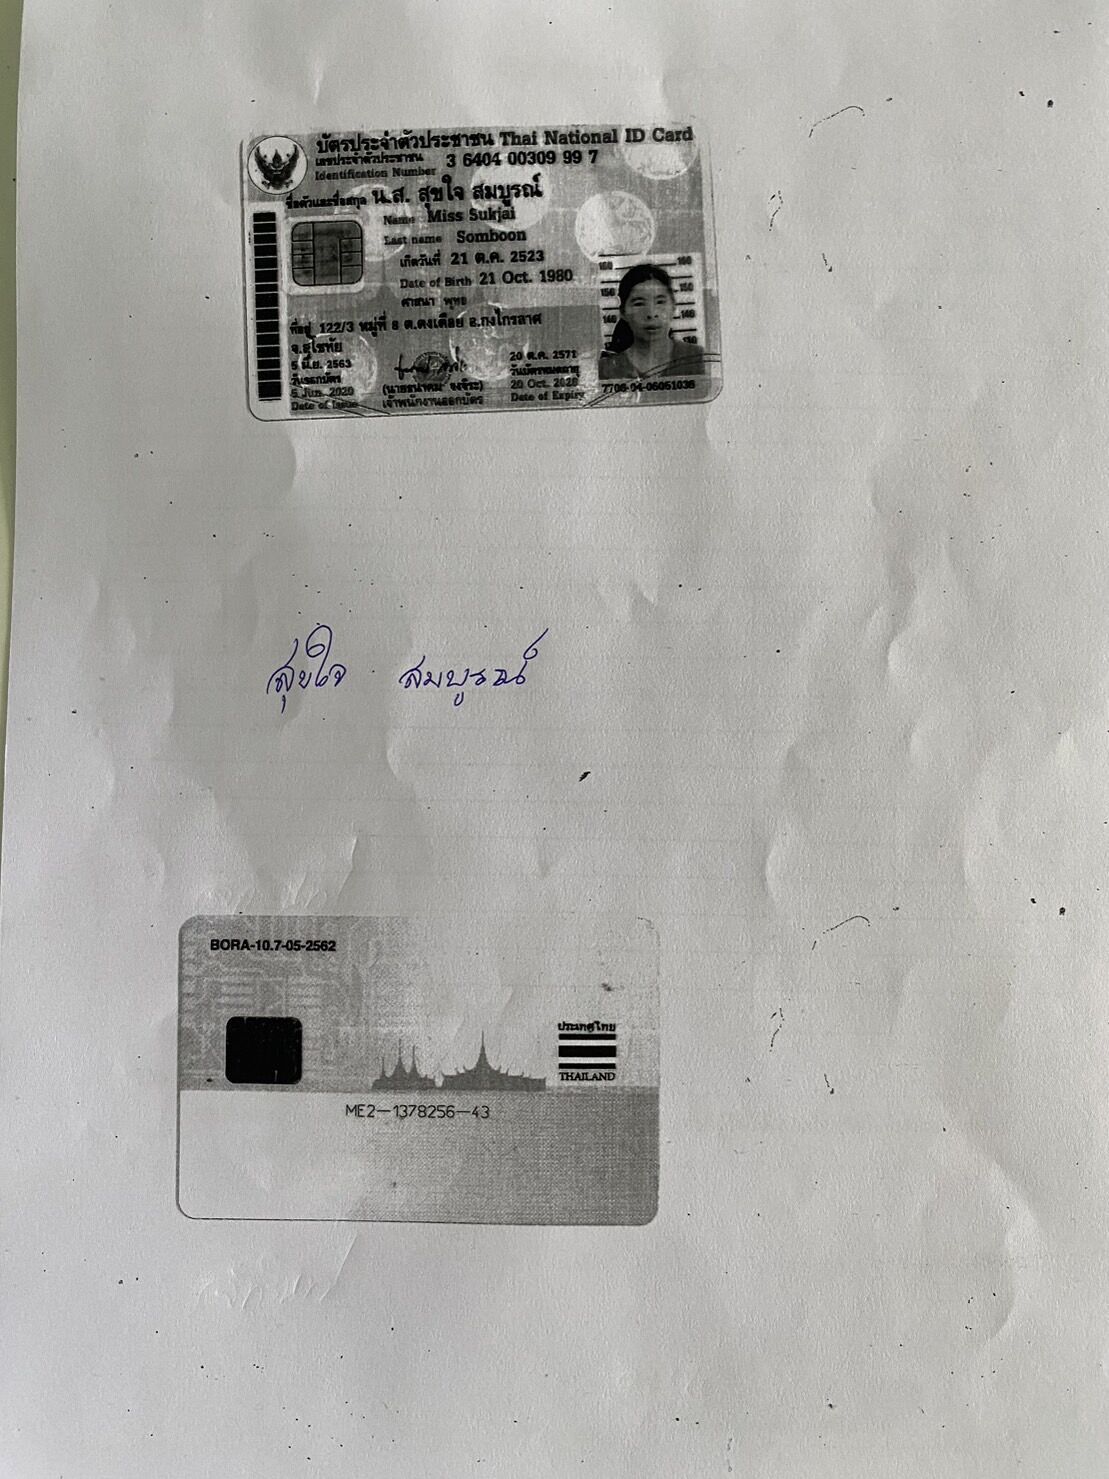 บัตรประจำตัวประชาชน Thai National ID Card
เลขประจำตัวประชาชน 3 6404 00309 99 7
Identification Number
ชื่อตัวและชื่อสกุล น.ส. สุขใจ สมบูรณ์
Name Miss Sukjai
Last name Somboon
เกิดวันที่ 21 ต.ค. 2523
Date of Birth 21 Oct. 1980
ศาสนา พุทธ
ที่อยู่ 122/3 หมู่ที่ 8 ต.ดงเดือย อ.กงไกรลาศ
จ.สุโขทัย
5 มิ.ย. 2563
วันออกบัตร
5 Jun. 2020
Date of Issue
เจ้าพนักงานออกบัตร
20 ต.ค. 2571
วันบัตรหมดอายุ
20 Oct.
Date of Expiry
160 160
150 150
140 140
130
สุขใจ สมบูรณ์
BORA-10.7-05-2562
ประเทศไทย
THAILAND
ME2-1378256-43